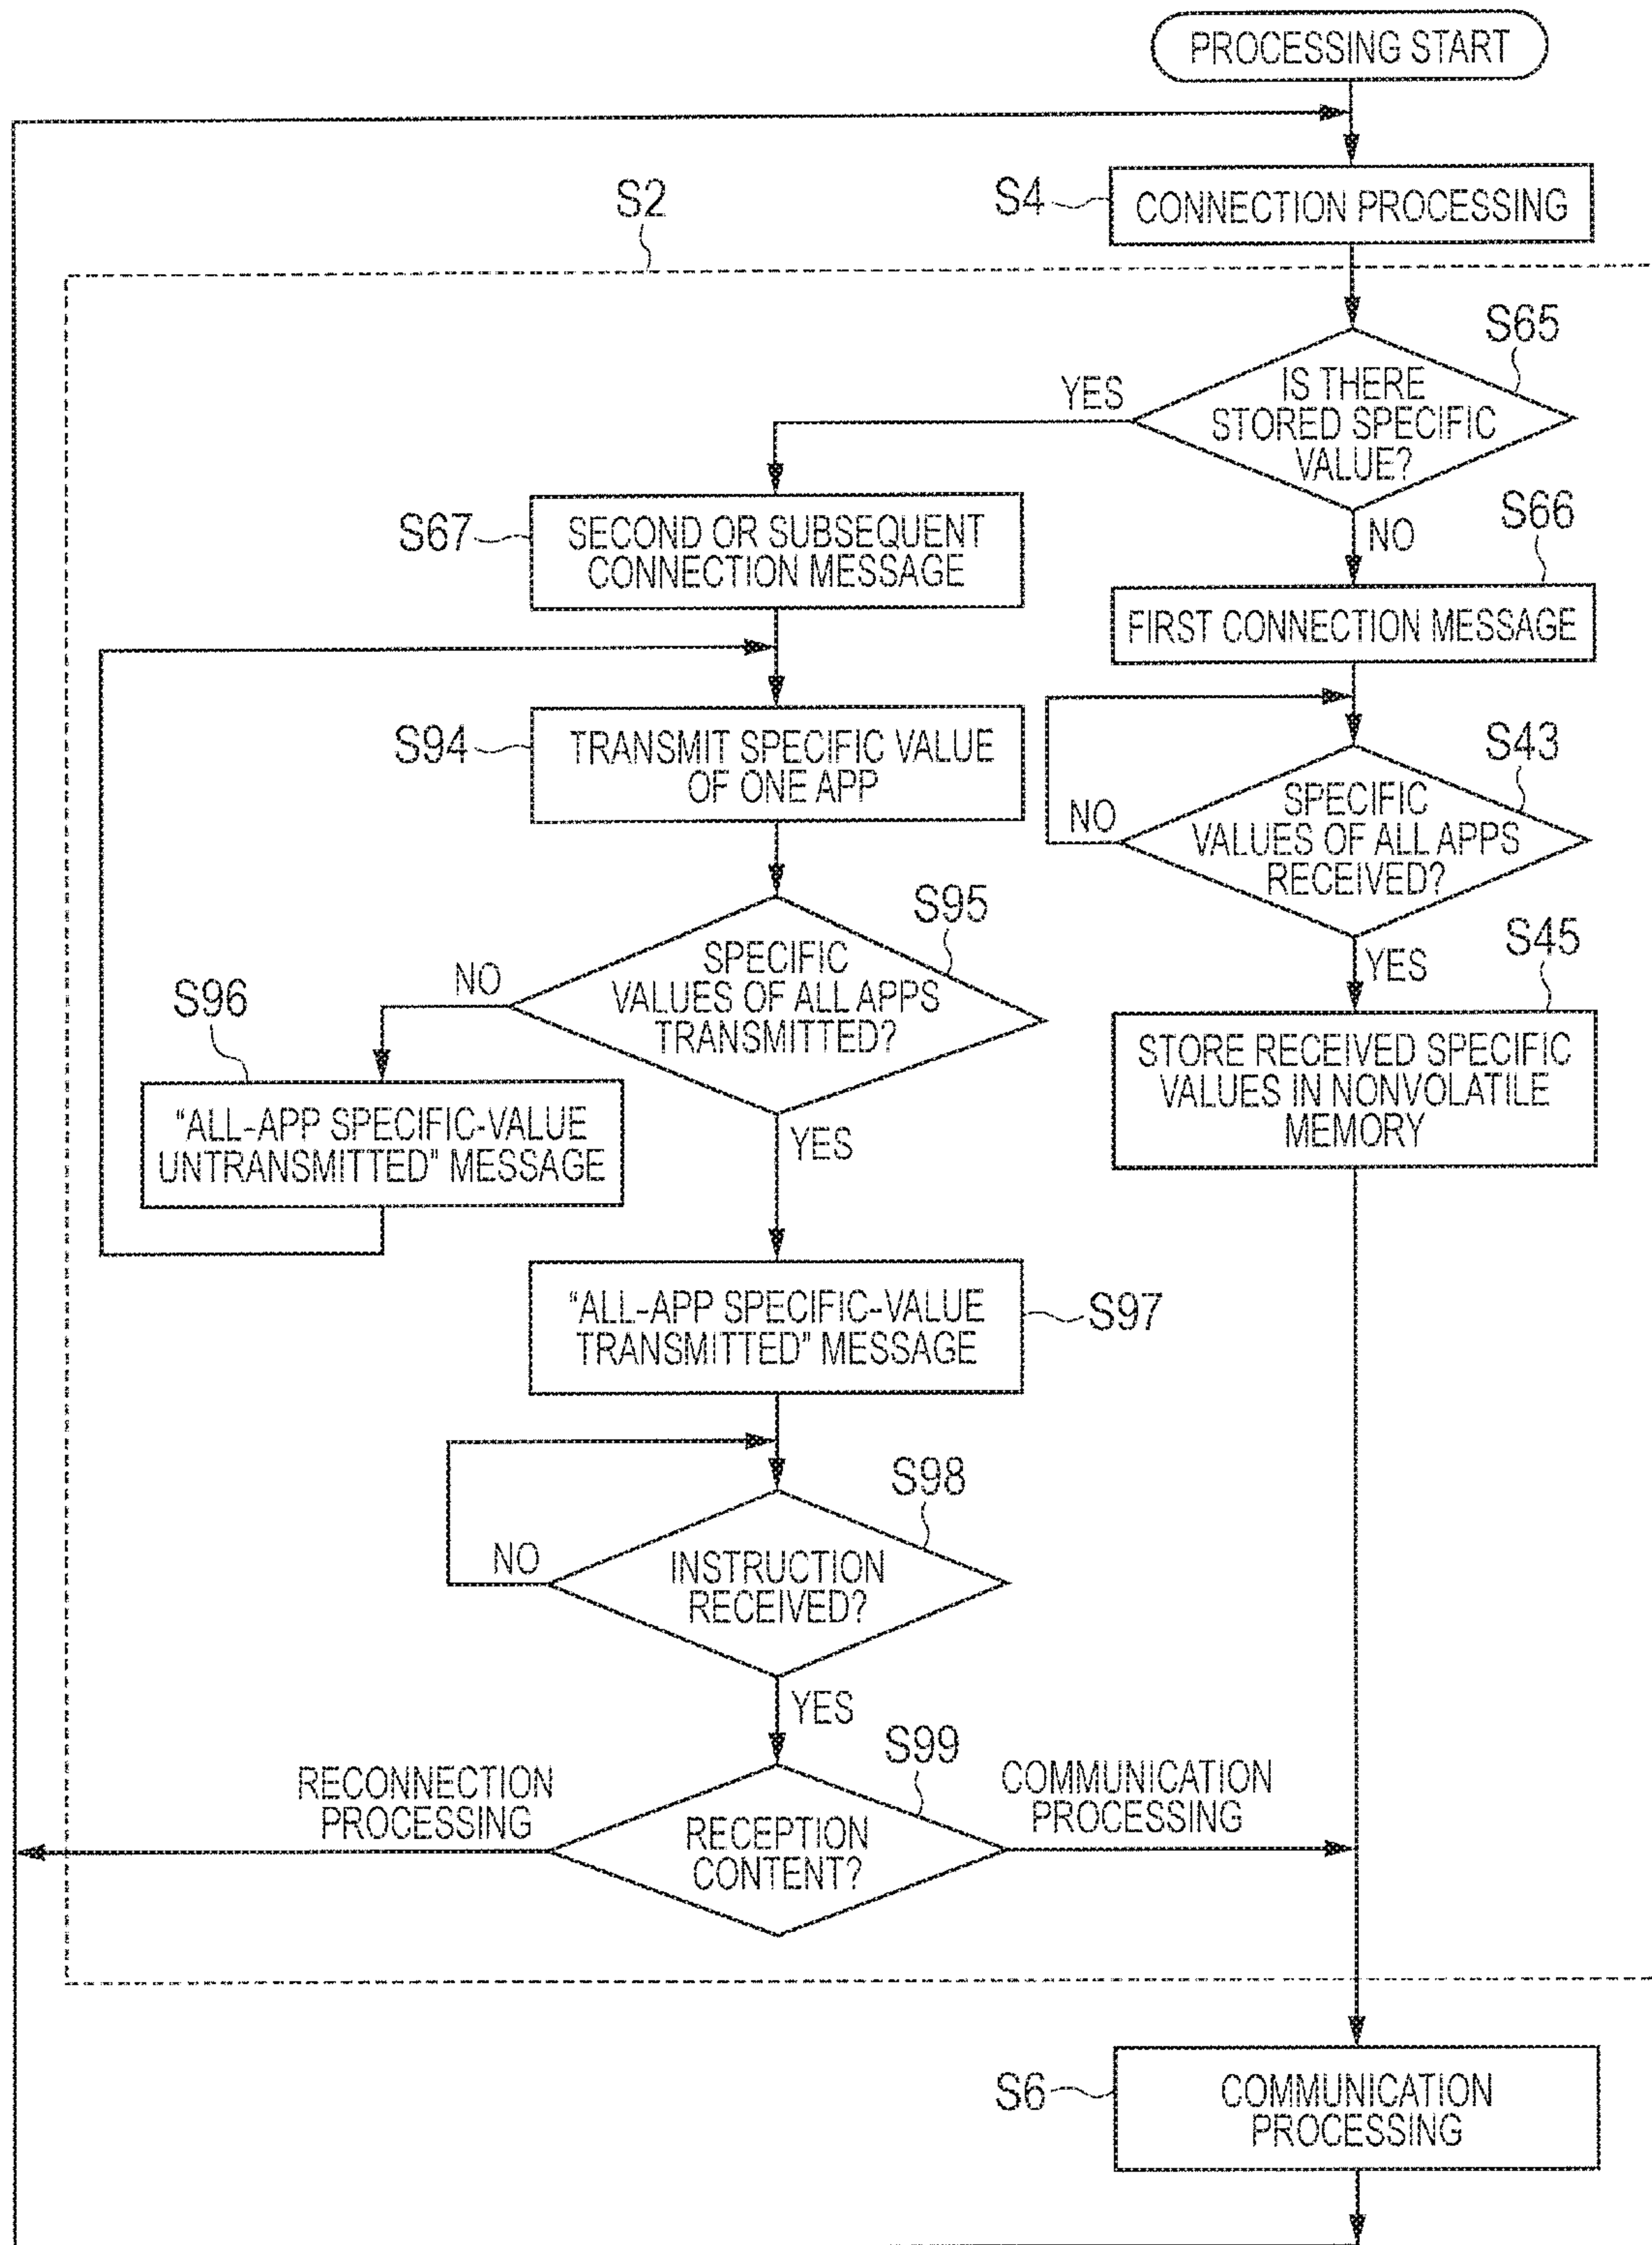 PROCESSING START
S4
CONNECTION PROCESSING
S2
S65
IS THERE
STORED SPECIFIC
VALUE?
YES
NO
S67
SECOND OR SUBSEQUENT
CONNECTION MESSAGE
S66
FIRST CONNECTION MESSAGE
S94
TRANSMIT SPECIFIC VALUE
OF ONE APP
S43
SPECIFIC
VALUES OF ALL APPS
RECEIVED?
NO
YES
S95
SPECIFIC
VALUES OF ALL APPS
TRANSMITTED?
NO
YES
S45
STORE RECEIVED SPECIFIC
VALUES IN NONVOLATILE
MEMORY
S96
"ALL-APP SPECIFIC-VALUE
UNTRANSMITTED" MESSAGE
"ALL-APP SPECIFIC-VALUE
TRANSMITTED" MESSAGE
S97
S98
INSTRUCTION
RECEIVED?
NO
YES
S99
RECEPTION
CONTENT?
RECONNECTION
PROCESSING
COMMUNICATION
PROCESSING
S6
COMMUNICATION
PROCESSING